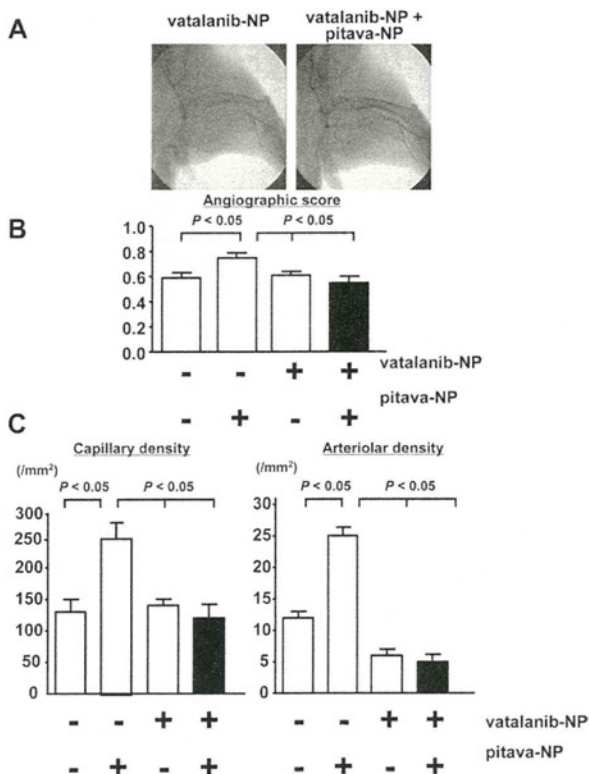 A
vatalanib-NP
vatalanib-NP +
pitava-NP
B
Angiographic score
P < 0.05 P < 0.05
1.0
0.8
0.6
0.4
0.2
0.0
- - + + vatalanib-NP
- + - + pitava-NP
C
Capillary density
(/mm²)
P < 0.05 P < 0.05
300
250
200
150
100
50
0
- - + +
- + - +
Arteriolar density
(/mm²)
P < 0.05 P < 0.05
30
25
20
15
10
5
0
- - + + vatalanib-NP
- + - + pitava-NP